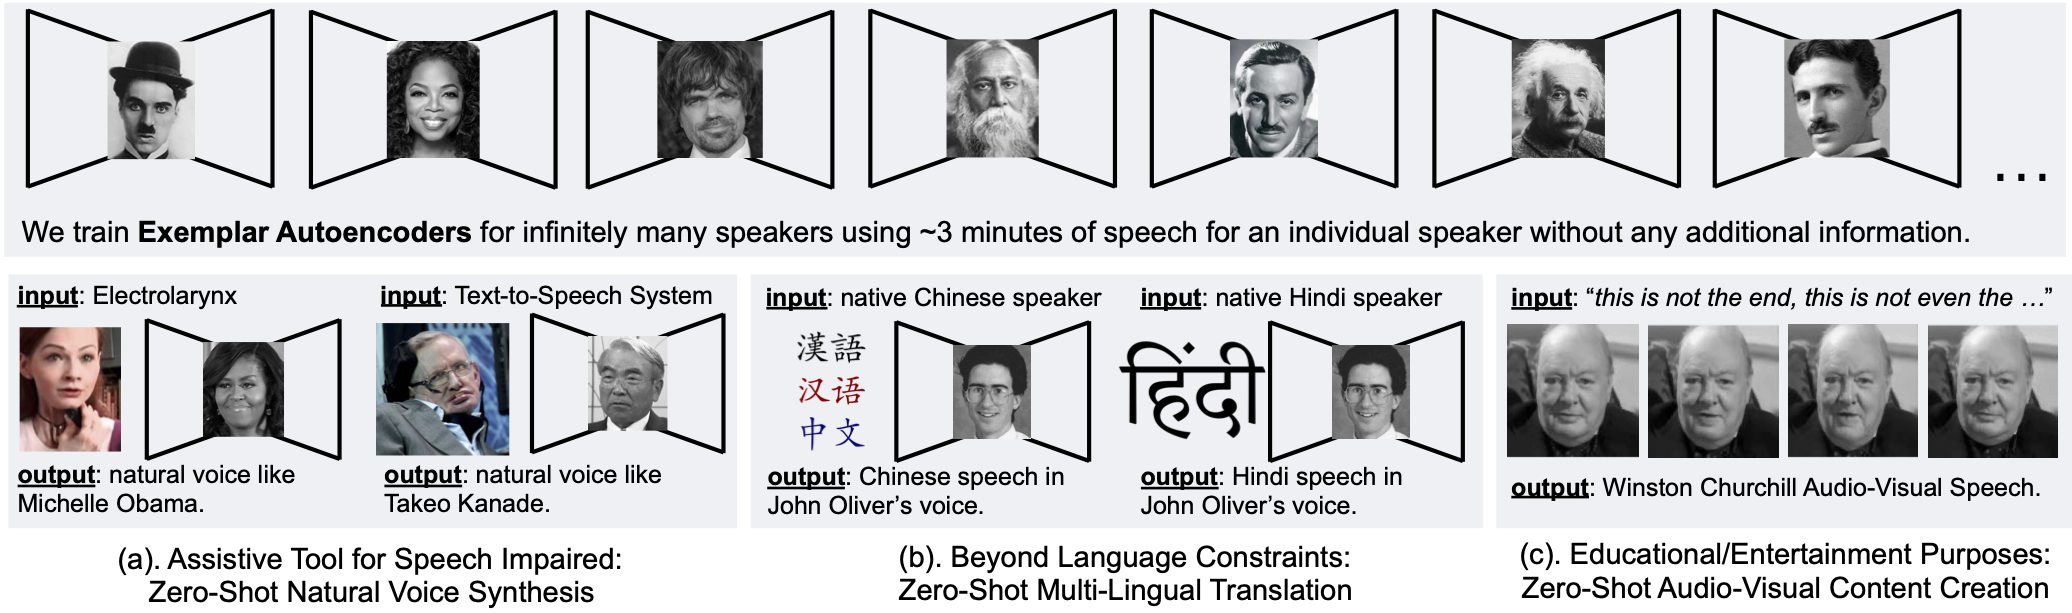 ...
We train Exemplar Autoencoders for infinitely many speakers using ~3 minutes of speech for an individual speaker without any additional information.
input: Electrolarynx
output: natural voice like
Michelle Obama.
input: Text-to-Speech System
output: natural voice like
Takeo Kanade.
(a). Assistive Tool for Speech Impaired:
Zero-Shot Natural Voice Synthesis
input: native Chinese speaker
漢語
汉语
中文
output: Chinese speech in
John Oliver’s voice.
input: native Hindi speaker
हिंदी
output: Hindi speech in
John Oliver’s voice.
(b). Beyond Language Constraints:
Zero-Shot Multi-Lingual Translation
input: “this is not the end, this is not even the …”
output: Winston Churchill Audio-Visual Speech.
(c). Educational/Entertainment Purposes:
Zero-Shot Audio-Visual Content Creation